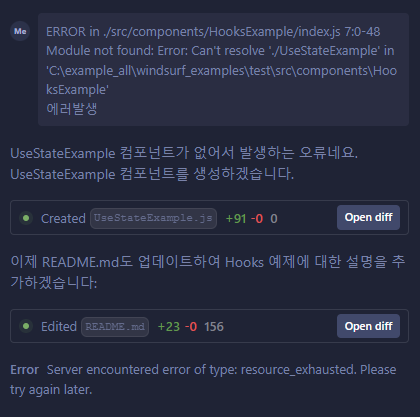 Me
ERROR in ./src/components/HooksExample/index.js 7:0-48
Module not found: Error: Can't resolve './UseStateExample' in
'C:\example_all\windsurf_examples\test\src\components\Hoo
ksExample'
에러발생
UseStateExample 컴포넌트가 없어서 발생하는 오류네요.
UseStateExample 컴포넌트를 생성하겠습니다.
Created UseStateExample.js +91 -0 0 Open diff
이제 README.md도 업데이트하여 Hooks 예제에 대한 설명을 추
가하겠습니다:
Edited README.md +23 -0 156 Open diff
Error Server encountered error of type: resource_exhausted. Please
try again later.